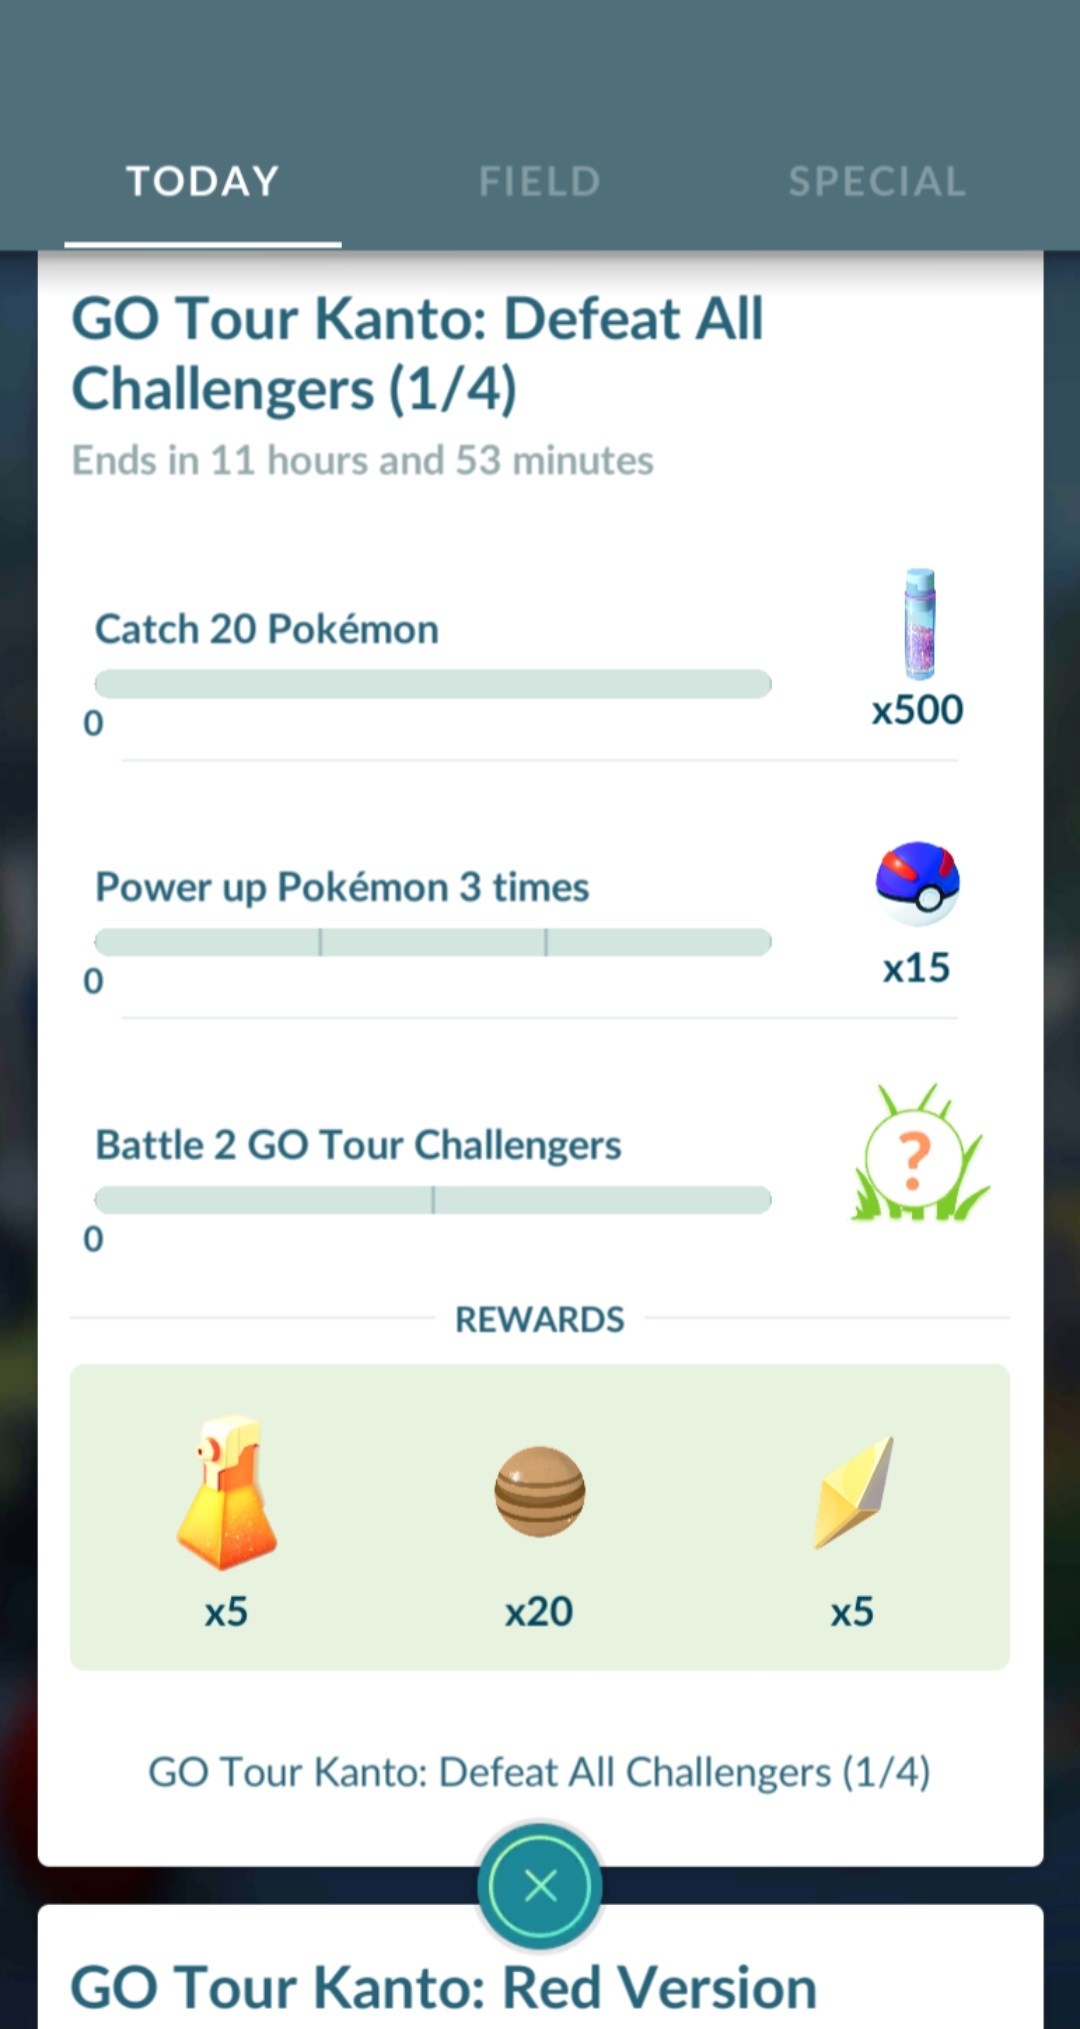 TODAY
FIELD
SPECIAL
GO Tour Kanto: Defeat All
Challengers (1/4)
Ends in 11 hours and 53 minutes
Catch 20 Pokémon
0
x500
Power up Pokémon 3 times
0
x15
Battle 2 GO Tour Challengers
0
?
REWARDS
x5
x20
x5
GO Tour Kanto: Defeat All Challengers (1/4)
GO Tour Kanto: Red Version